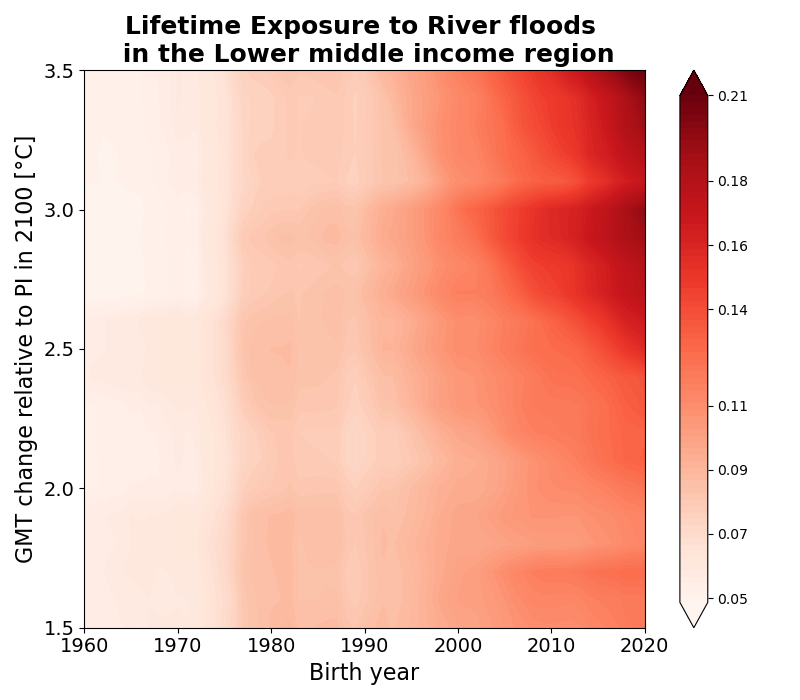 Lifetime Exposure to River floods
in the Lower middle income region
GMT change relative to PI in 2100 [°C]
3.5
3.0
2.5
2.0
1.5
1960 1970 1980 1990 2000 2010 2020
Birth year
0.21
0.18
0.16
0.14
0.11
0.09
0.07
0.05